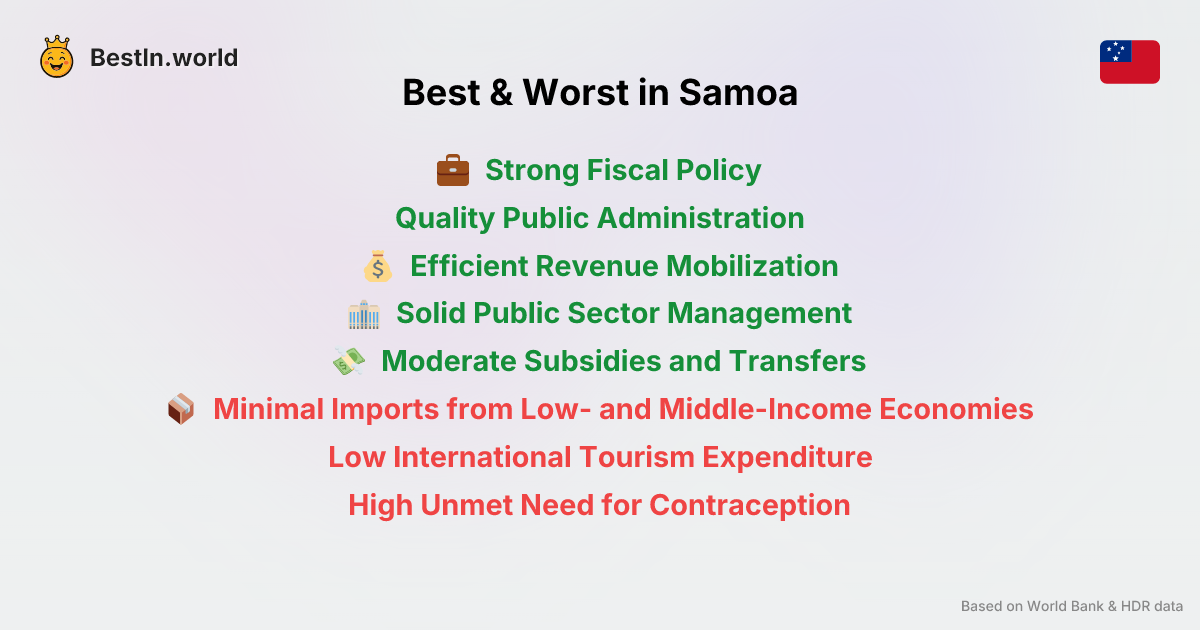 BestIn.world
Best & Worst in Samoa
Strong Fiscal Policy
Quality Public Administration
Efficient Revenue Mobilization
Solid Public Sector Management
Moderate Subsidies and Transfers
Minimal Imports from Low- and Middle-Income Economies
Low International Tourism Expenditure
High Unmet Need for Contraception
Based on World Bank & HDR data